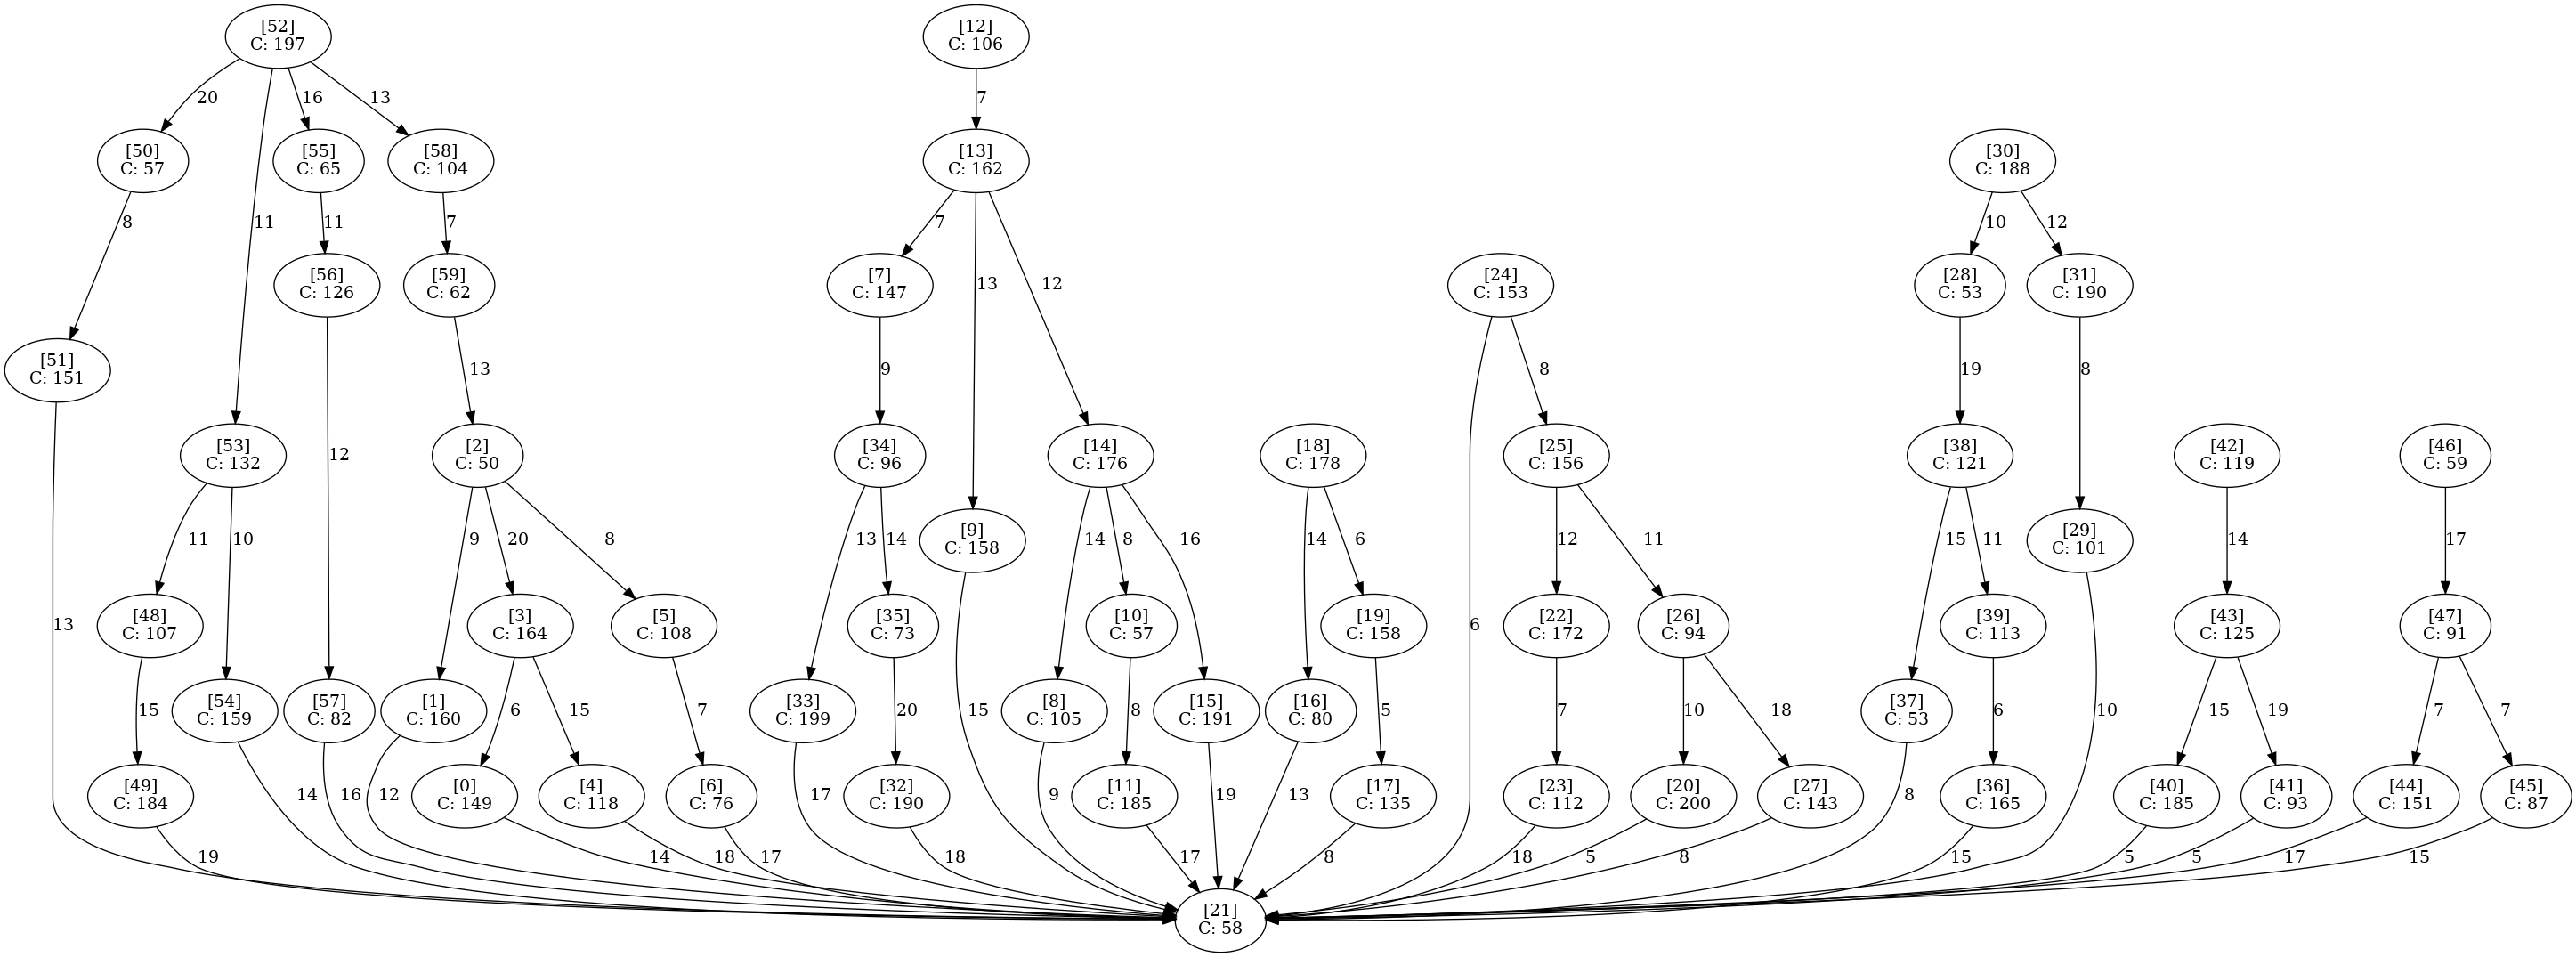 [52]
C: 197
[12]
C: 106
20
11
16
13
7
[50]
C: 57
[55]
C: 65
[58]
C: 104
[13]
C: 162
[30]
C: 188
8
11
7
7
13
12
10
12
[56]
C: 126
[59]
C: 62
[7]
C: 147
[24]
C: 153
[28]
C: 53
[31]
C: 190
[51]
C: 151
13
9
8
19
8
[53]
C: 132
12
[2]
C: 50
[34]
C: 96
[14]
C: 176
[18]
C: 178
[25]
C: 156
[38]
C: 121
[42]
C: 119
[46]
C: 59
[9]
C: 158
[29]
C: 101
11
10
9
20
8
13
14
14
8
16
14
6
12
11
15
11
14
17
13
[48]
C: 107
[3]
C: 164
[5]
C: 108
[35]
C: 73
[10]
C: 57
[19]
C: 158
6
[22]
C: 172
[26]
C: 94
[39]
C: 113
[43]
C: 125
[47]
C: 91
15
[54]
C: 159
[57]
C: 82
[1]
C: 160
6
15
7
[33]
C: 199
20
15
[8]
C: 105
8
[15]
C: 191
[16]
C: 80
5
7
10
18
[37]
C: 53
6
10
15
19
7
7
[49]
C: 184
14
16
12
[0]
C: 149
[4]
C: 118
[6]
C: 76
17
[32]
C: 190
9
[11]
C: 185
19
13
[17]
C: 135
[23]
C: 112
[20]
C: 200
[27]
C: 143
8
[36]
C: 165
[40]
C: 185
[41]
C: 93
[44]
C: 151
[45]
C: 87
19
14
18
17
18
17
8
18
5
8
15
5
5
17
15
[21]
C: 58